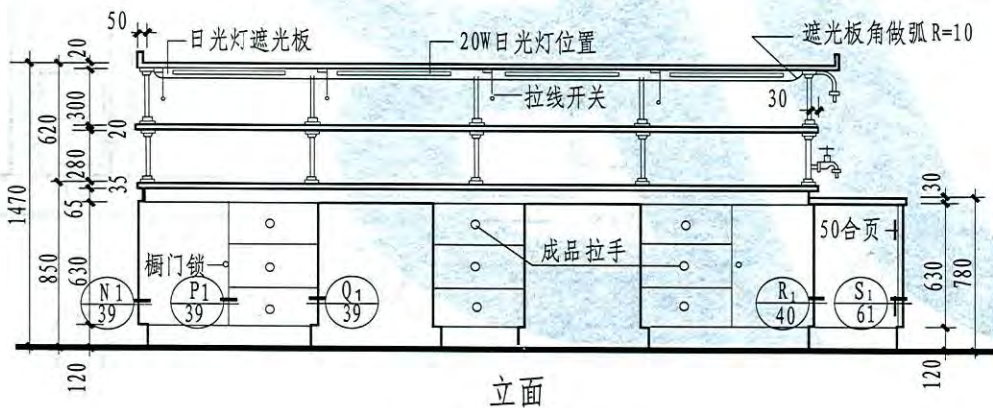 50
日光灯遮光板
20W日光灯位置
遮光板角做弧R=10
拉线开关
30
20
300
20
280
35
65
630
120
620
850
1470
橱门锁
成品拉手
50合页
N1
39
P1
39
Q1
39
R1
40
S1
61
30
630
780
120
立面